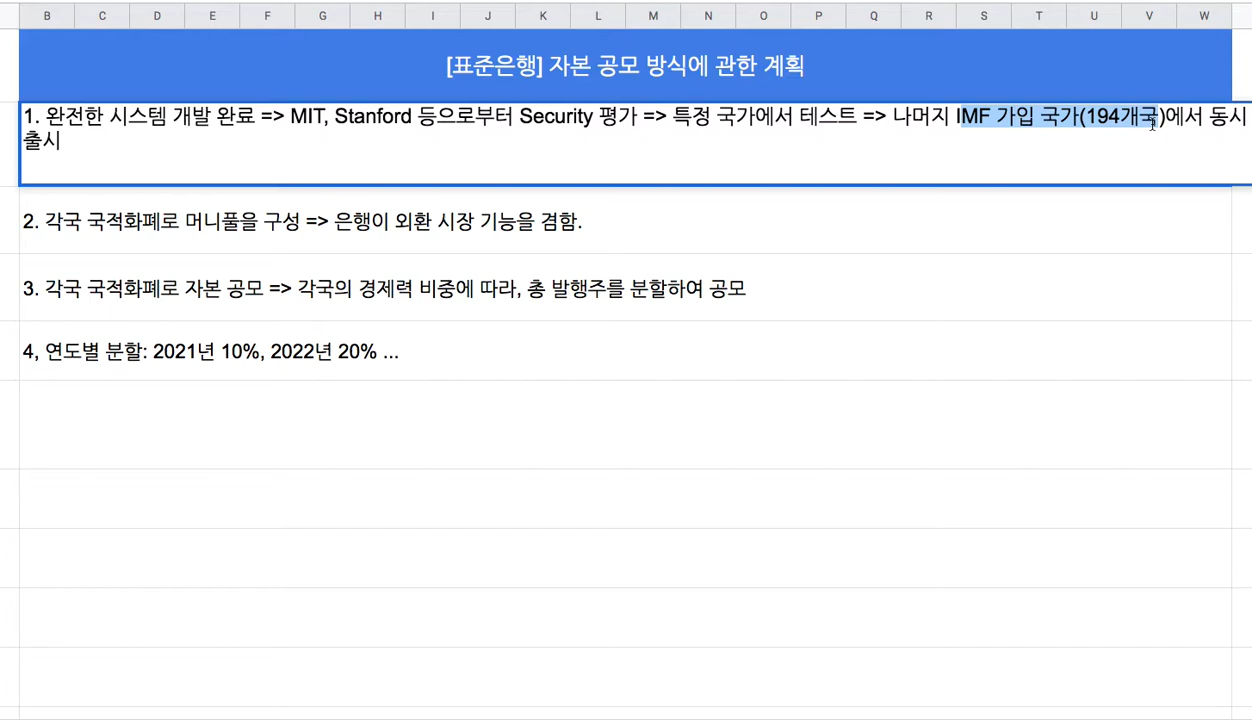 B C D E F G H I J K L M N O P Q R S T U V W
[표준은행] 자본 공모 방식에 관한 계획
1. 완전한 시스템 개발 완료 => MIT, Stanford 등으로부터 Security 평가 => 특정 국가에서 테스트 => 나머지 IMF 가입 국가(194개국)에서 동시
출시
2. 각국 국적화폐로 머니풀을 구성 => 은행이 외환 시장 기능을 겸함.
3. 각국 국적화폐로 자본 공모 => 각국의 경제력 비중에 따라, 총 발행주를 분할하여 공모
4, 연도별 분할: 2021년 10%, 2022년 20% ...